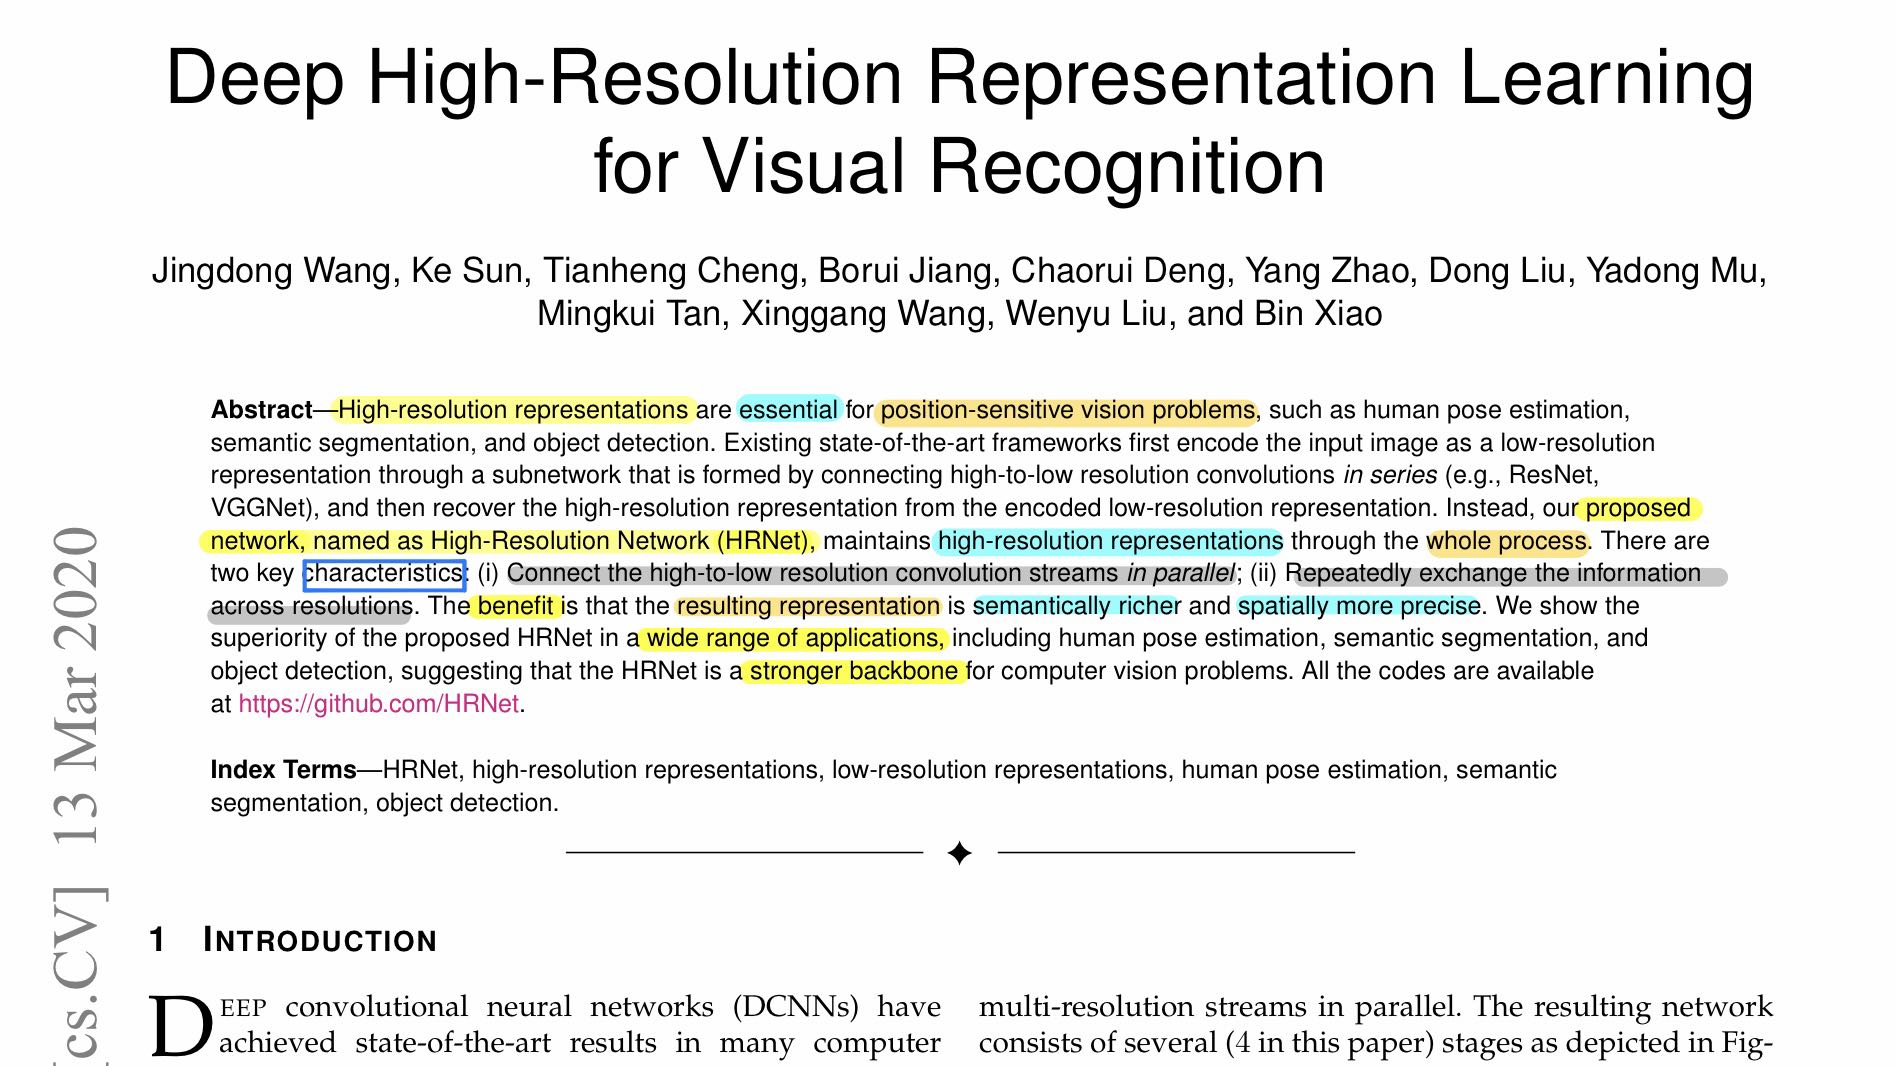 Deep High-Resolution Representation Learning
for Visual Recognition
Jingdong Wang, Ke Sun, Tianheng Cheng, Borui Jiang, Chaorui Deng, Yang Zhao, Dong Liu, Yadong Mu,
Mingkui Tan, Xinggang Wang, Wenyu Liu, and Bin Xiao
Abstract—High-resolution representations are essential for position-sensitive vision problems, such as human pose estimation,
semantic segmentation, and object detection. Existing state-of-the-art frameworks first encode the input image as a low-resolution
representation through a subnetwork that is formed by connecting high-to-low resolution convolutions in series (e.g., ResNet,
VGGNet), and then recover the high-resolution representation from the encoded low-resolution representation. Instead, our proposed
network, named as High-Resolution Network (HRNet), maintains high-resolution representations through the whole process. There are
two key characteristics: (i) Connect the high-to-low resolution convolution streams in parallel; (ii) Repeatedly exchange the information
across resolutions. The benefit is that the resulting representation is semantically richer and spatially more precise. We show the
superiority of the proposed HRNet in a wide range of applications, including human pose estimation, semantic segmentation, and
object detection, suggesting that the HRNet is a stronger backbone for computer vision problems. All the codes are available
at https://github.com/HRNet.
Index Terms—HRNet, high-resolution representations, low-resolution representations, human pose estimation, semantic
segmentation, object detection.
1 INTRODUCTION
DEEP convolutional neural networks (DCNNs) have
achieved state-of-the-art results in many computer
multi-resolution streams in parallel. The resulting network
consists of several (4 in this paper) stages as depicted in Fig-
cs.CV] 13 Mar 2020